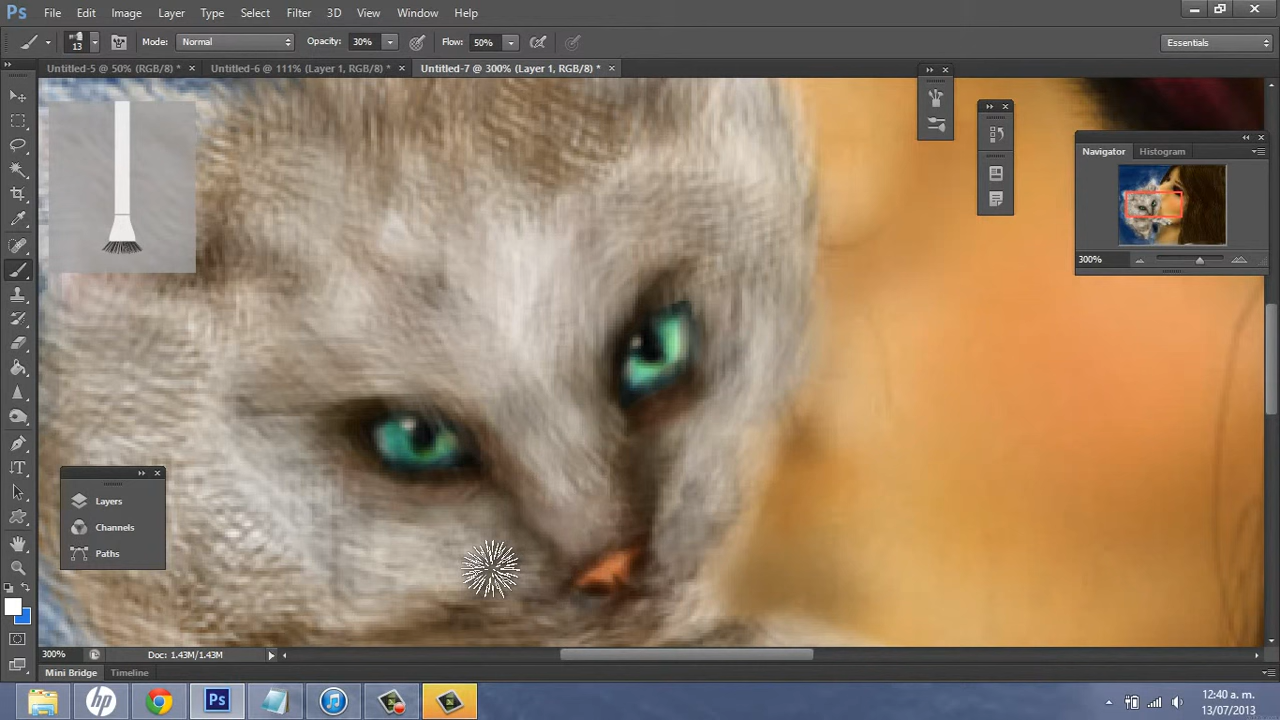 Ps File Edit Image Layer Type Select Filter 3D View Window Help
13 Mode: Normal Opacity: 30% Flow: 50% Essentials
Untitled-5 @ 50% (RGB/8) * × Untitled-6 @ 111% (Layer 1, RGB/8) * × Untitled-7 @ 300% (Layer 1, RGB/8) * ×
Navigator Histogram
300%
Layers
Channels
Paths
300% Doc: 1.43M/1.43M
Mini Bridge Timeline
hp Ps
12:40 a. m.
13/07/2013